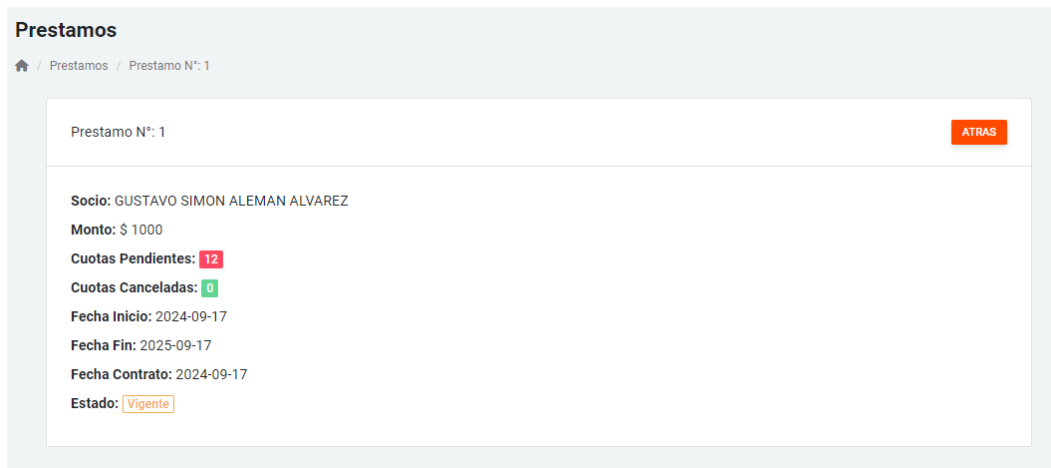 Prestamos
/ Prestamos / Prestamo N°: 1
Prestamo N°: 1
ATRAS
Socio: GUSTAVO SIMON ALEMAN ALVAREZ
Monto: $ 1000
Cuotas Pendientes: 12
Cuotas Canceladas: 0
Fecha Inicio: 2024-09-17
Fecha Fin: 2025-09-17
Fecha Contrato: 2024-09-17
Estado: Vigente